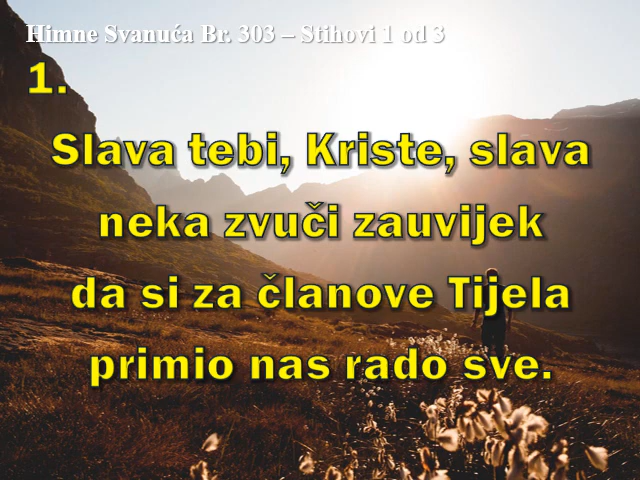 Himne Svanuća Br. 303 – Stihovi 1 od 3
1.
Slava tebi, Kriste, slava
neka zvuči zauvijek
da si za članove Tijela
primio nas rado sve.